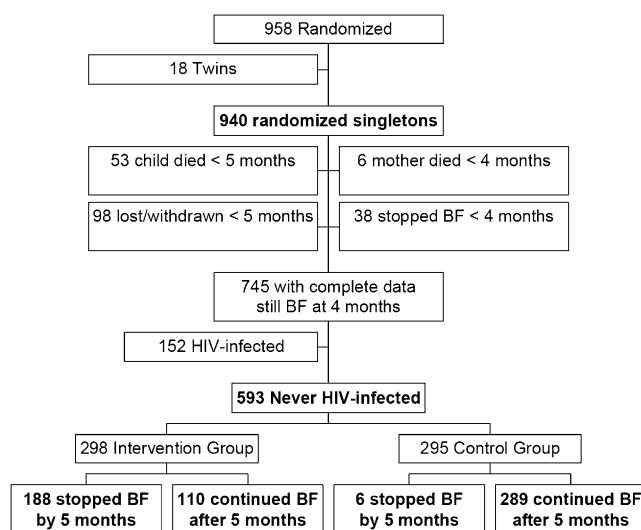 958 Randomized
18 Twins
940 randomized singletons
53 child died < 5 months
6 mother died < 4 months
98 lost/withdrawn < 5 months
38 stopped BF < 4 months
745 with complete data
still BF at 4 months
152 HIV-infected
593 Never HIV-infected
298 Intervention Group
295 Control Group
188 stopped BF
by 5 months
110 continued BF
after 5 months
6 stopped BF
by 5 months
289 continued BF
after 5 months